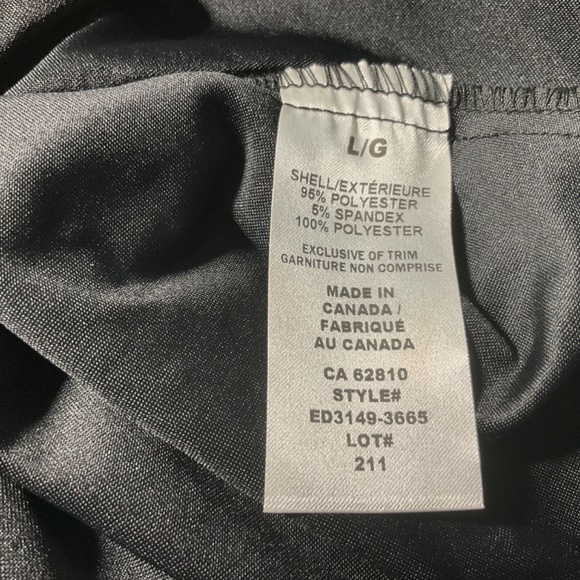 L/G
SHELL/EXTÉRIEURE
95% POLYESTER
5% SPANDEX
100% POLYESTER
EXCLUSIVE OF TRIM
GARNITURE NON COMPRISE
MADE IN
CANADA /
FABRIQUÉ
AU CANADA
CA 62810
STYLE#
ED3149-3665
LOT#
211